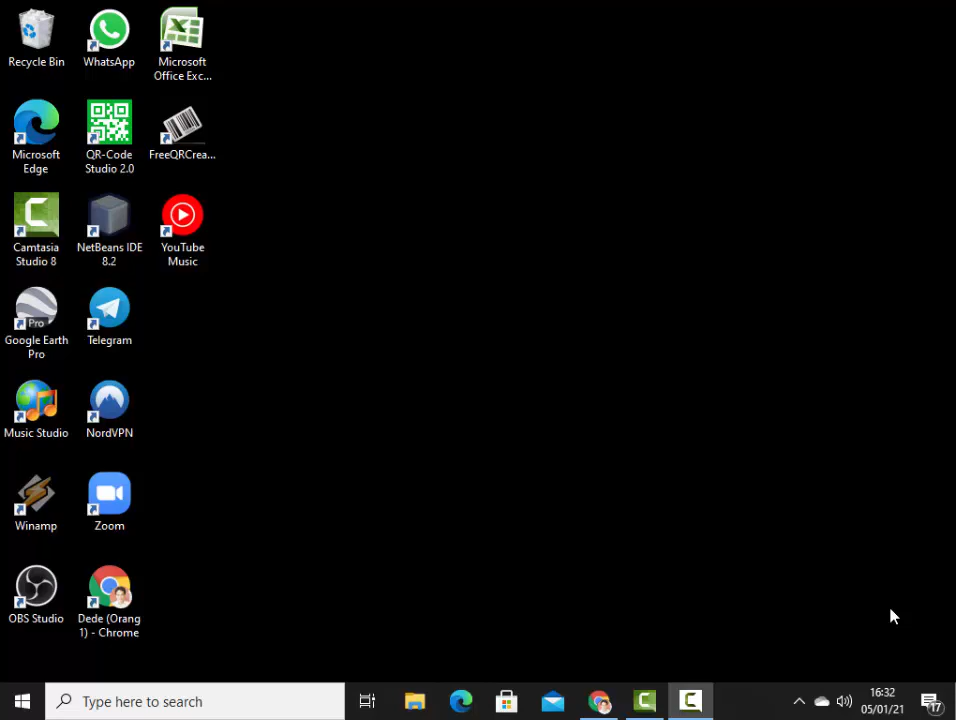 Recycle Bin
WhatsApp
Microsoft
Office Exc...
Microsoft
Edge
QR-Code
Studio 2.0
FreeQRCrea...
Camtasia
Studio 8
NetBeans IDE
8.2
YouTube
Music
Pro
Google Earth
Pro
Telegram
Music Studio
NordVPN
Winamp
Zoom
OBS Studio
Dede (Orang
1) - Chrome
Type here to search
16:32
05/01/21
17